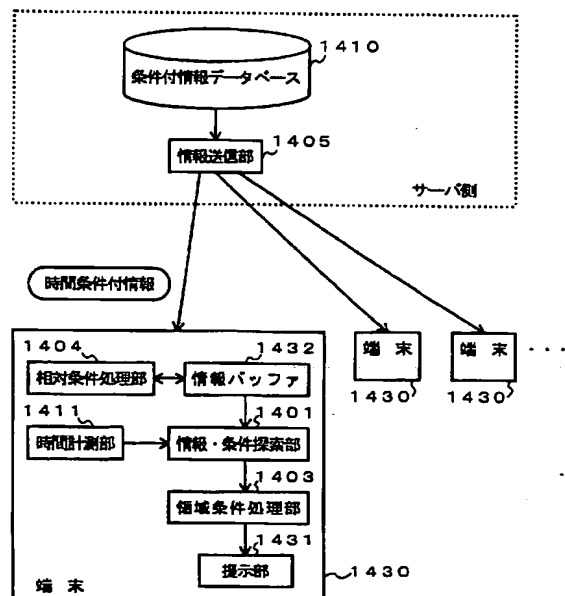 1410
条件付情報データベース
1405
情報送信部
サーバ側
時間条件付情報
1404
1432
相対条件処理部
情報バッファ
端末
端末
・・・
1411
1401
1430
1430
時間計測部
情報・条件探索部
1403
領域条件処理部
1431
提示部
1430
端末